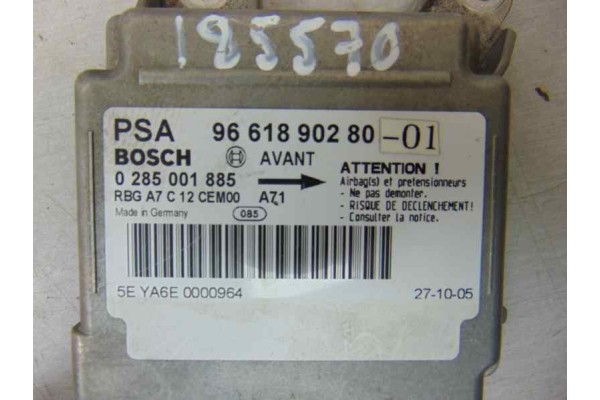 185570
PSA 96 618 902 80 -01
BOSCH AVANT
0 285 001 885
RBG A7 C 12 CEM00 A71
Made in Germany 085
ATTENTION !
Airbag(s) et pretensionneurs
- Ne pas demonter.
- RISQUE DE DECLENCHEMENT!
- Consulter la notice.
5E YA6E 0000964 27-10-05